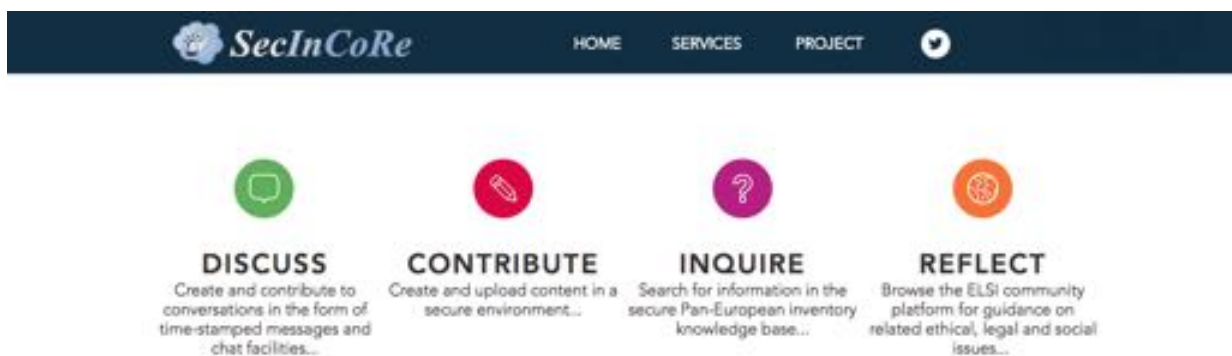 SecInCoRe
HOME SERVICES PROJECT
DISCUSS
Create and contribute to
conversations in the form of
time-stamped messages and
chat facilities...
CONTRIBUTE
Create and upload content in a
secure environment...
INQUIRE
Search for information in the
secure Pan-European inventory
knowledge base...
REFLECT
Browse the ELSI community
platform for guidance on
related ethical, legal and social
issues...